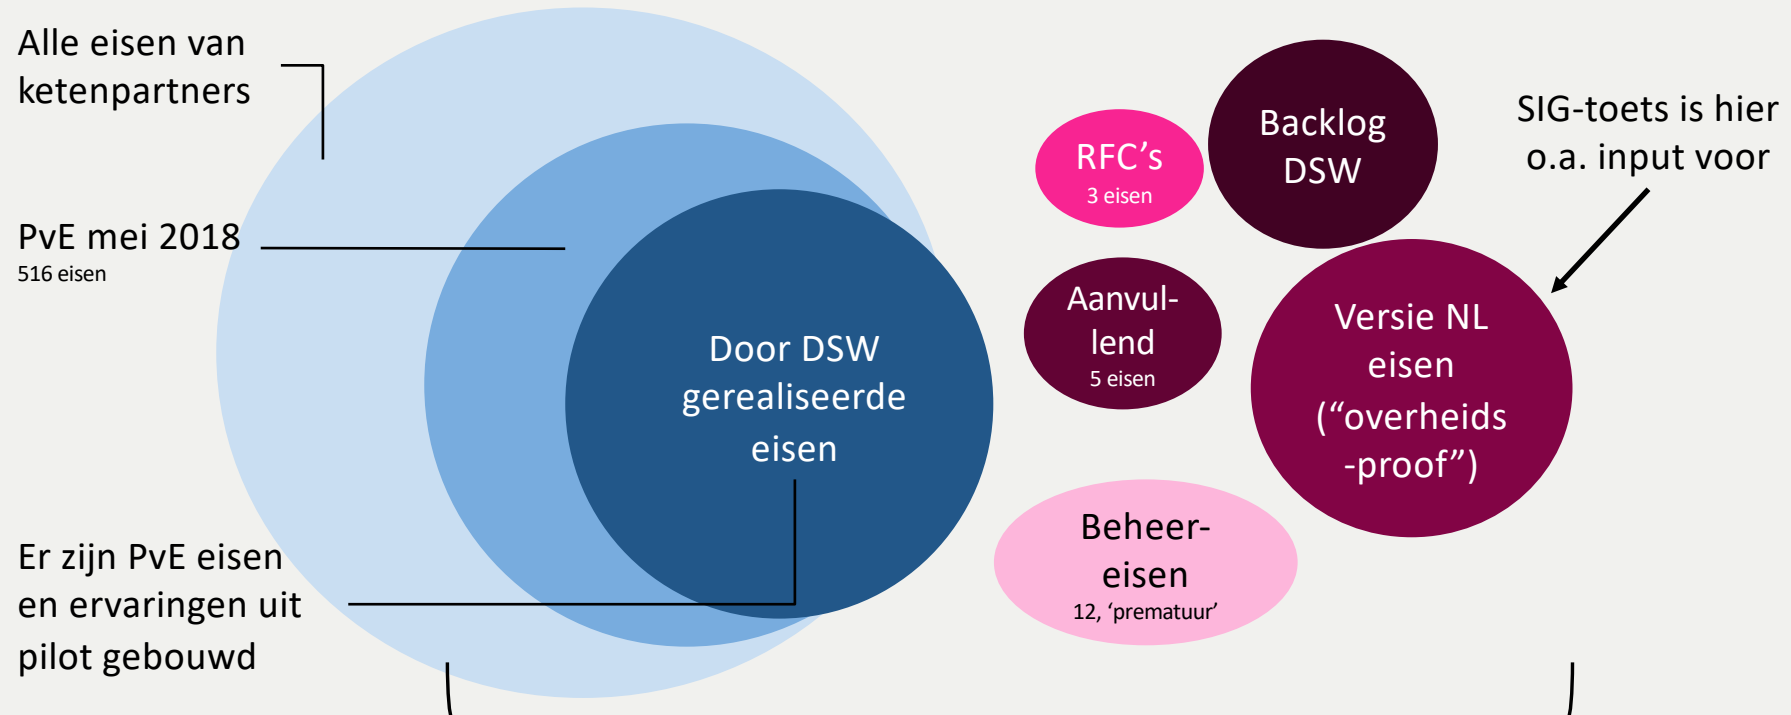 Alle eisen van
ketenpartners
PvE mei 2018
516 eisen
Er zijn PvE eisen
en ervaringen uit
pilot gebouwd
Door DSW
gerealiseerde
eisen
RFC’s
3 eisen
Backlog
DSW
Aanvul-
lend
5 eisen
Versie NL
eisen
(“overheids
-proof”)
Beheer-
eisen
12, ‘prematuur’
SIG-toets is hier
o.a. input voor